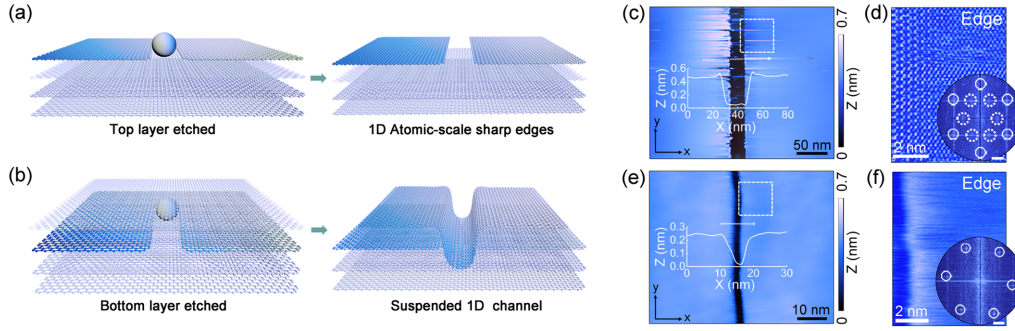 (a)
Top layer etched
1D Atomic-scale sharp edges
(b)
Bottom layer etched
Suspended 1D channel
(c)
0.6
0.4
0.2
0.0
Z (nm)
0 20 40 60 80
X (nm)
y
x
50 nm
0.7
Z (nm)
0
(d)
Edge
2 nm
(e)
0.3
0.2
0.1
0.0
Z (nm)
0 10 20 30
X (nm)
y
x
10 nm
0.7
Z (nm)
0
(f)
Edge
2 nm